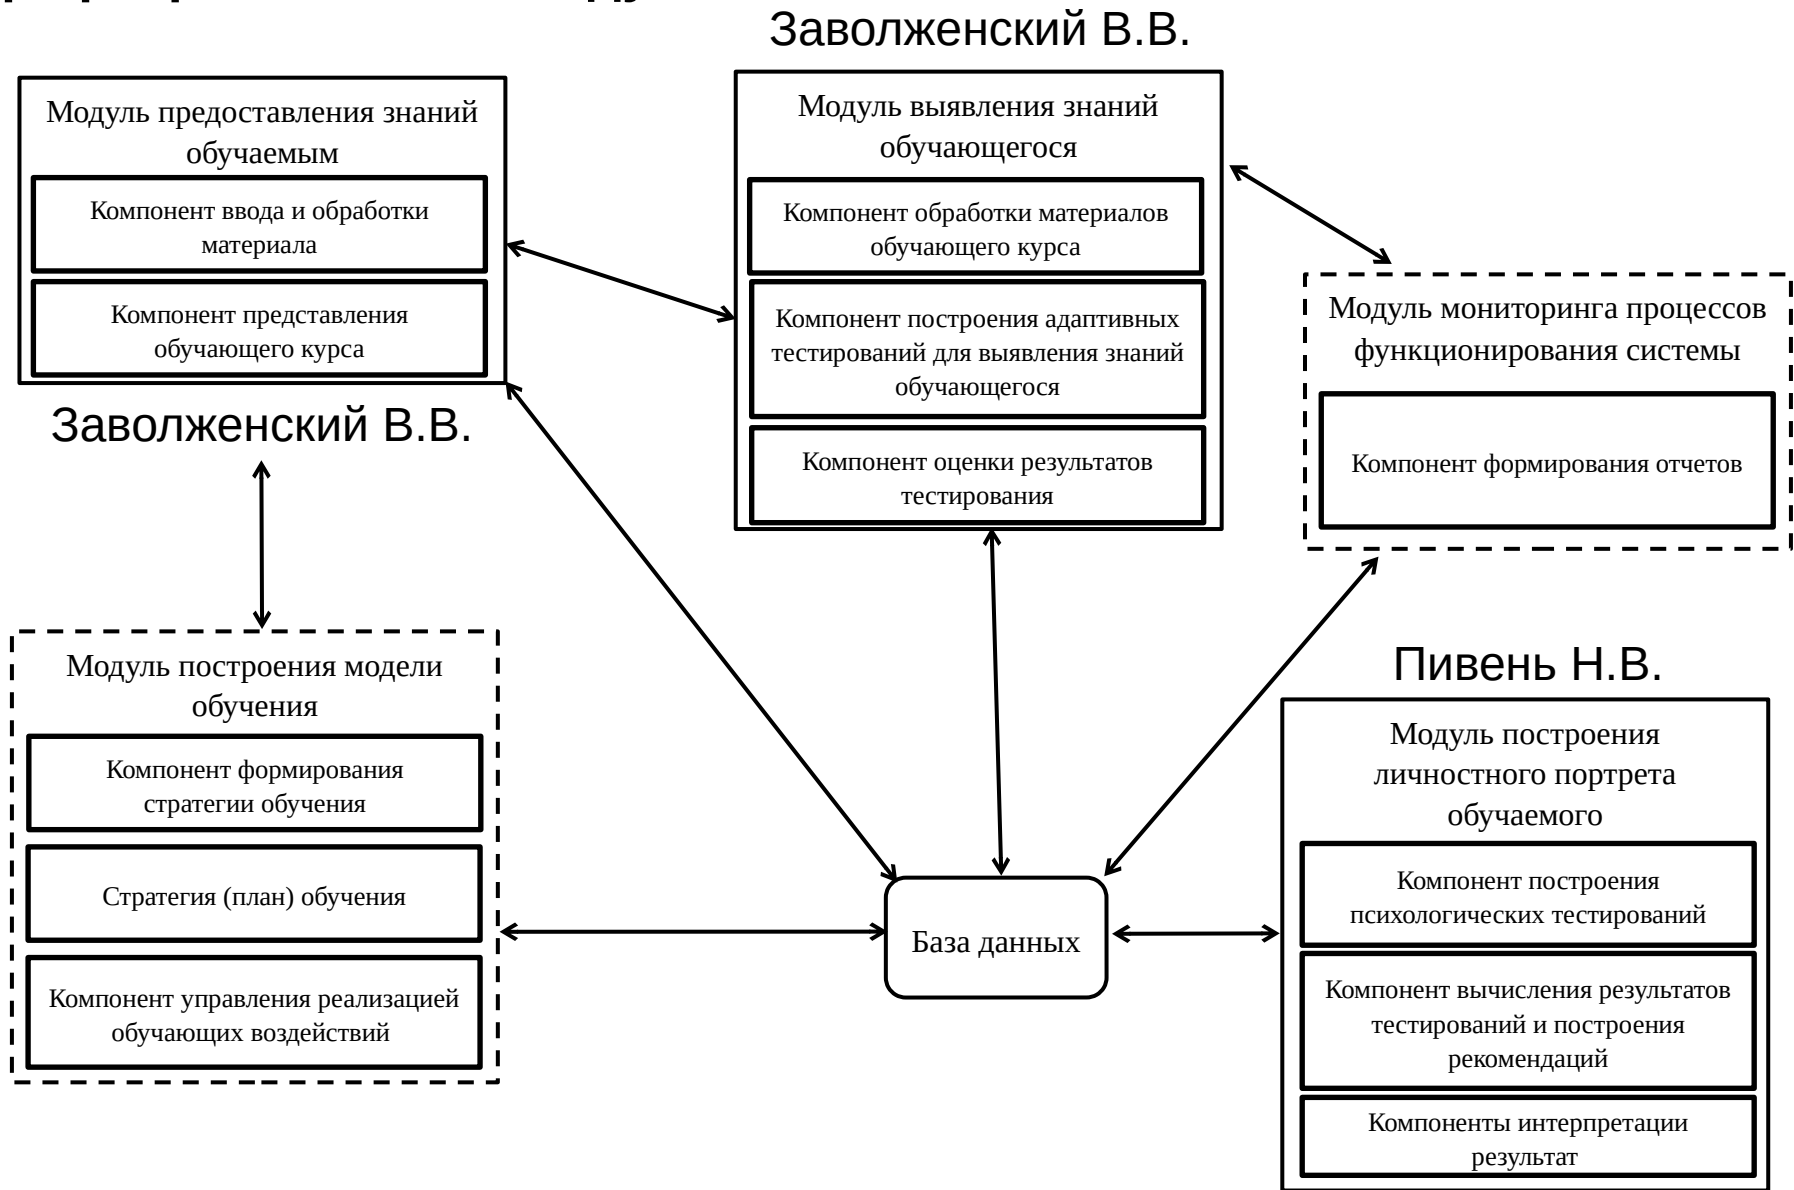 Заволженский В.В.
Модуль предоставления знаний
обучаемым
Компонент ввода и обработки
материала
Компонент представления
обучающего курса
Заволженский В.В.
Модуль выявления знаний
обучающегося
Компонент обработки материалов
обучающего курса
Компонент построения адаптивных
тестирований для выявления знаний
обучающегося
Компонент оценки результатов
тестирования
Модуль мониторинга процессов
функционирования системы
Компонент формирования отчетов
Модуль построения модели
обучения
Компонент формирования
стратегии обучения
Стратегия (план) обучения
Компонент управления реализацией
обучающих воздействий
База данных
Пивень Н.В.
Модуль построения
личностного портрета
обучаемого
Компонент построения
психологических тестирований
Компонент вычисления результатов
тестирований и построения
рекомендаций
Компоненты интерпретации
результат